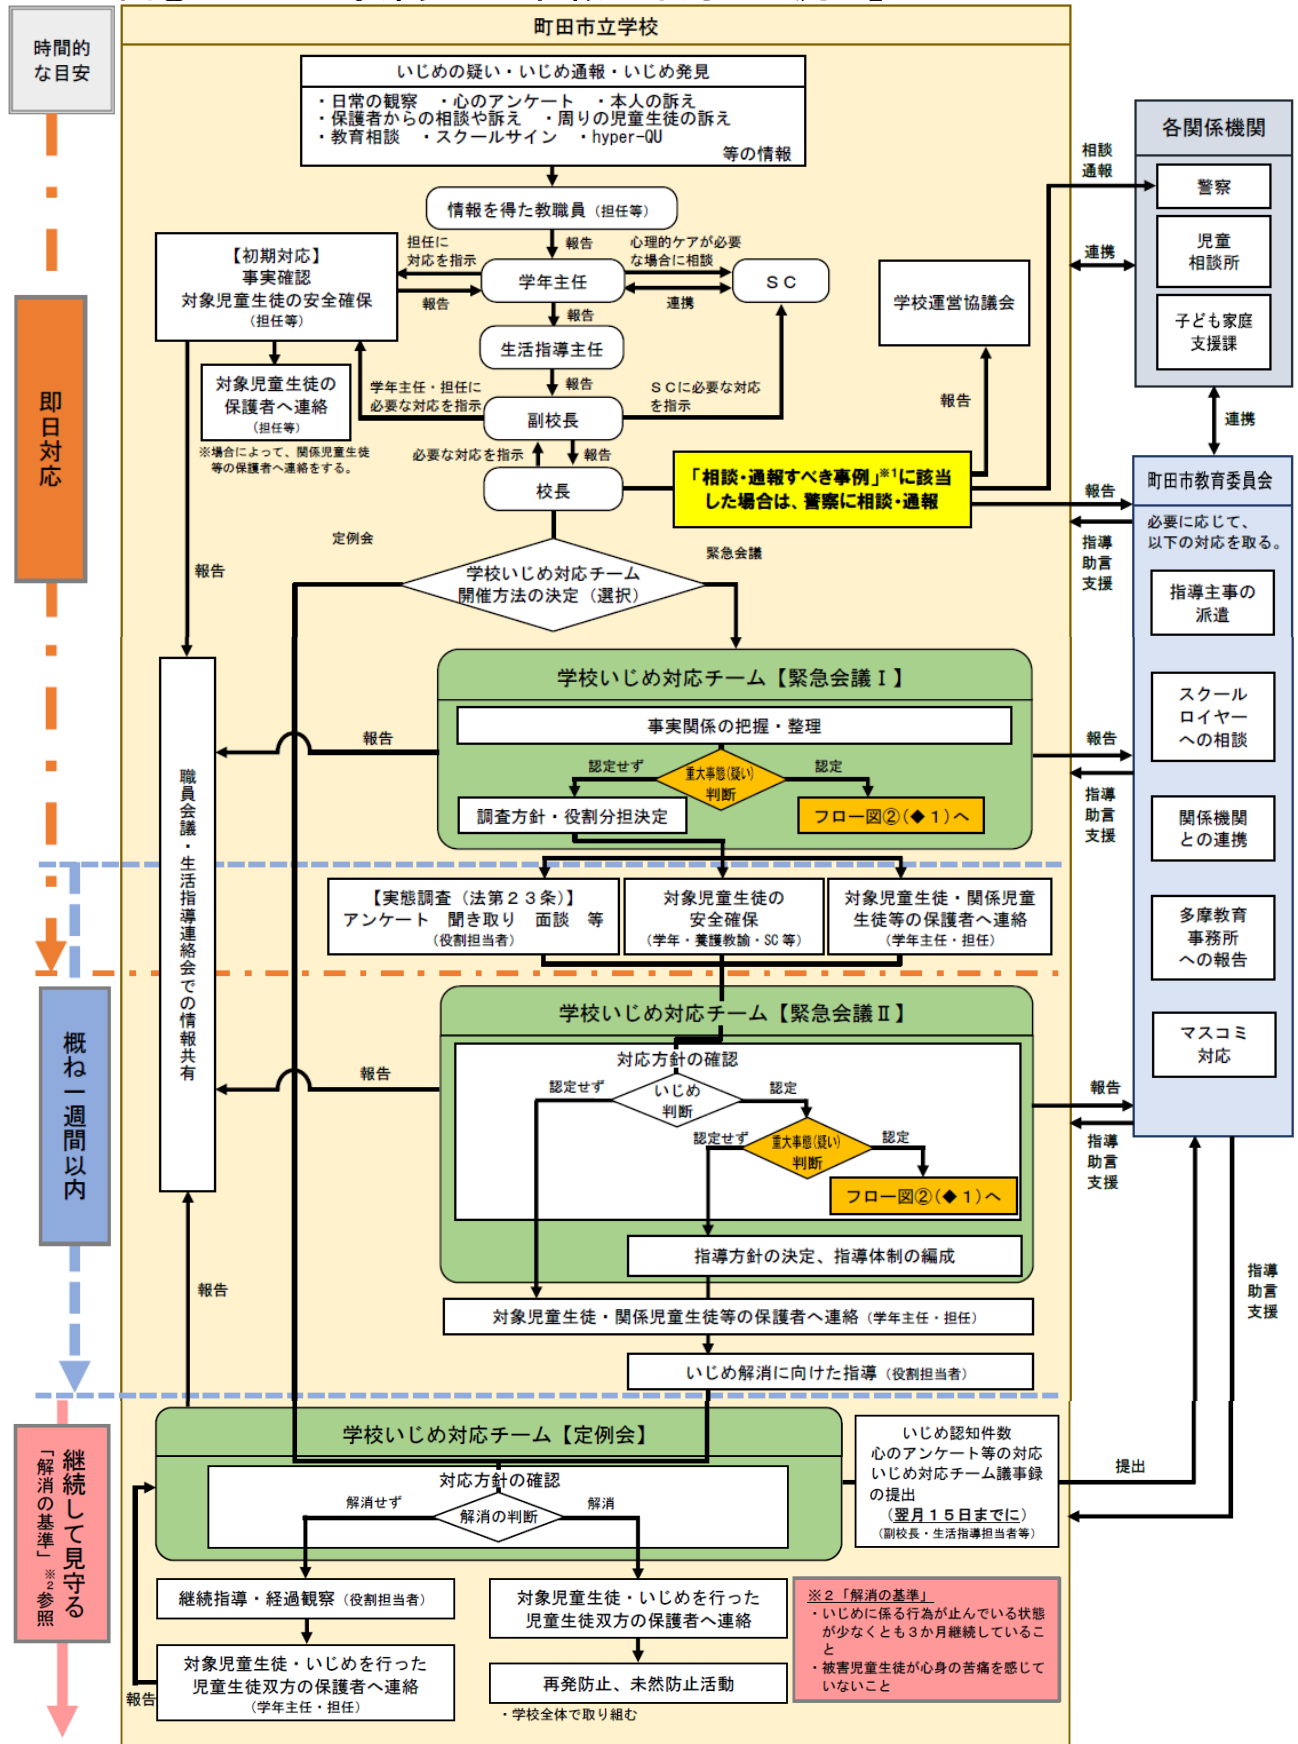 町田市立学校
時間的
な目安
いじめの疑い・いじめ通報・いじめ発見
・日常の観察　・心のアンケート　・本人の訴え
・保護者からの相談や訴え　・周りの児童生徒の訴え
・教育相談　・スクールサイン　・hyper-QU
等の情報
情報を得た教職員（担任等）
報告
担任に
対応を指示
心理的ケアが必要
な場合に相談
【初期対応】
事実確認
対象児童生徒の安全確保
（担任等）
学年主任
ＳＣ
報告
連携
報告
生活指導主任
対象児童生徒の
保護者へ連絡
（担任等）
※場合によって、関係児童生徒
等の保護者へ連絡をする。
学年主任・担任に
必要な対応を指示
報告
ＳＣに必要な対応
を指示
副校長
必要な対応を指示
報告
校長
「相談・通報すべき事例」※1に該当
した場合は、警察に相談・通報
学校運営協議会
報告
相談
通報
各関係機関
警察
児童
相談所
子ども家庭
支援課
連携
連携
町田市教育委員会
必要に応じて、
以下の対応を取る。
指導主事の
派遣
スクール
ロイヤー
への相談
関係機関
との連携
多摩教育
事務所
への報告
マスコミ
対応
報告
指導
助言
支援
即日対応
定例会
緊急会議
報告
学校いじめ対応チーム
開催方法の決定（選択）
学校いじめ対応チーム【緊急会議Ⅰ】
事実関係の把握・整理
報告
認定せず
重大事態(疑い)
判断
認定
調査方針・役割分担決定
フロー図②(◆１)へ
報告
指導
助言
支援
職員会議・生活指導連絡会での情報共有
【実態調査（法第２３条）】
アンケート　聞き取り　面談　等
（役割担当者）
対象児童生徒の
安全確保
（学年・養護教諭・SC 等）
対象児童生徒・関係児童
生徒等の保護者へ連絡
（学年主任・担任）
概ね一週間以内
学校いじめ対応チーム【緊急会議Ⅱ】
対応方針の確認
報告
認定せず
いじめ
判断
認定
認定せず
重大事態(疑い)
判断
認定
フロー図②(◆１)へ
指導方針の決定、指導体制の編成
報告
指導
助言
支援
報告
対象児童生徒・関係児童生徒等の保護者へ連絡（学年主任・担任）
いじめ解消に向けた指導（役割担当者）
指導
助言
支援
継続して見守る
「解消の基準」※２参照
学校いじめ対応チーム【定例会】
対応方針の確認
解消せず
解消の判断
解消
いじめ認知件数
心のアンケート等の対応
いじめ対応チーム議事録
の提出
（翌月１５日までに）
（副校長・生活指導担当者等）
提出
継続指導・経過観察（役割担当者）
対象児童生徒・いじめを行った
児童生徒双方の保護者へ連絡
（学年主任・担任）
報告
対象児童生徒・いじめを行った
児童生徒双方の保護者へ連絡
再発防止、未然防止活動
・学校全体で取り組む
※２「解消の基準」
・いじめに係る行為が止んでいる状態
が少なくとも３か月継続しているこ
と
・被害児童生徒が心身の苦痛を感じて
いないこと